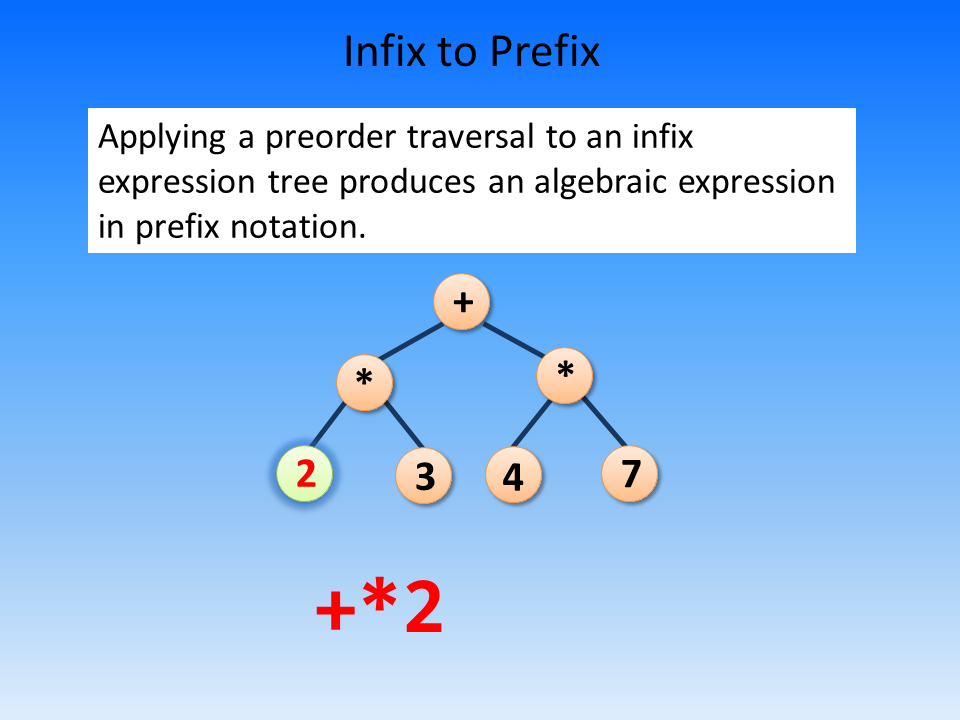 Infix to Prefix
Applying a preorder traversal to an infix
expression tree produces an algebraic expression
in prefix notation.
+
* *
2 3 4 7
+*2